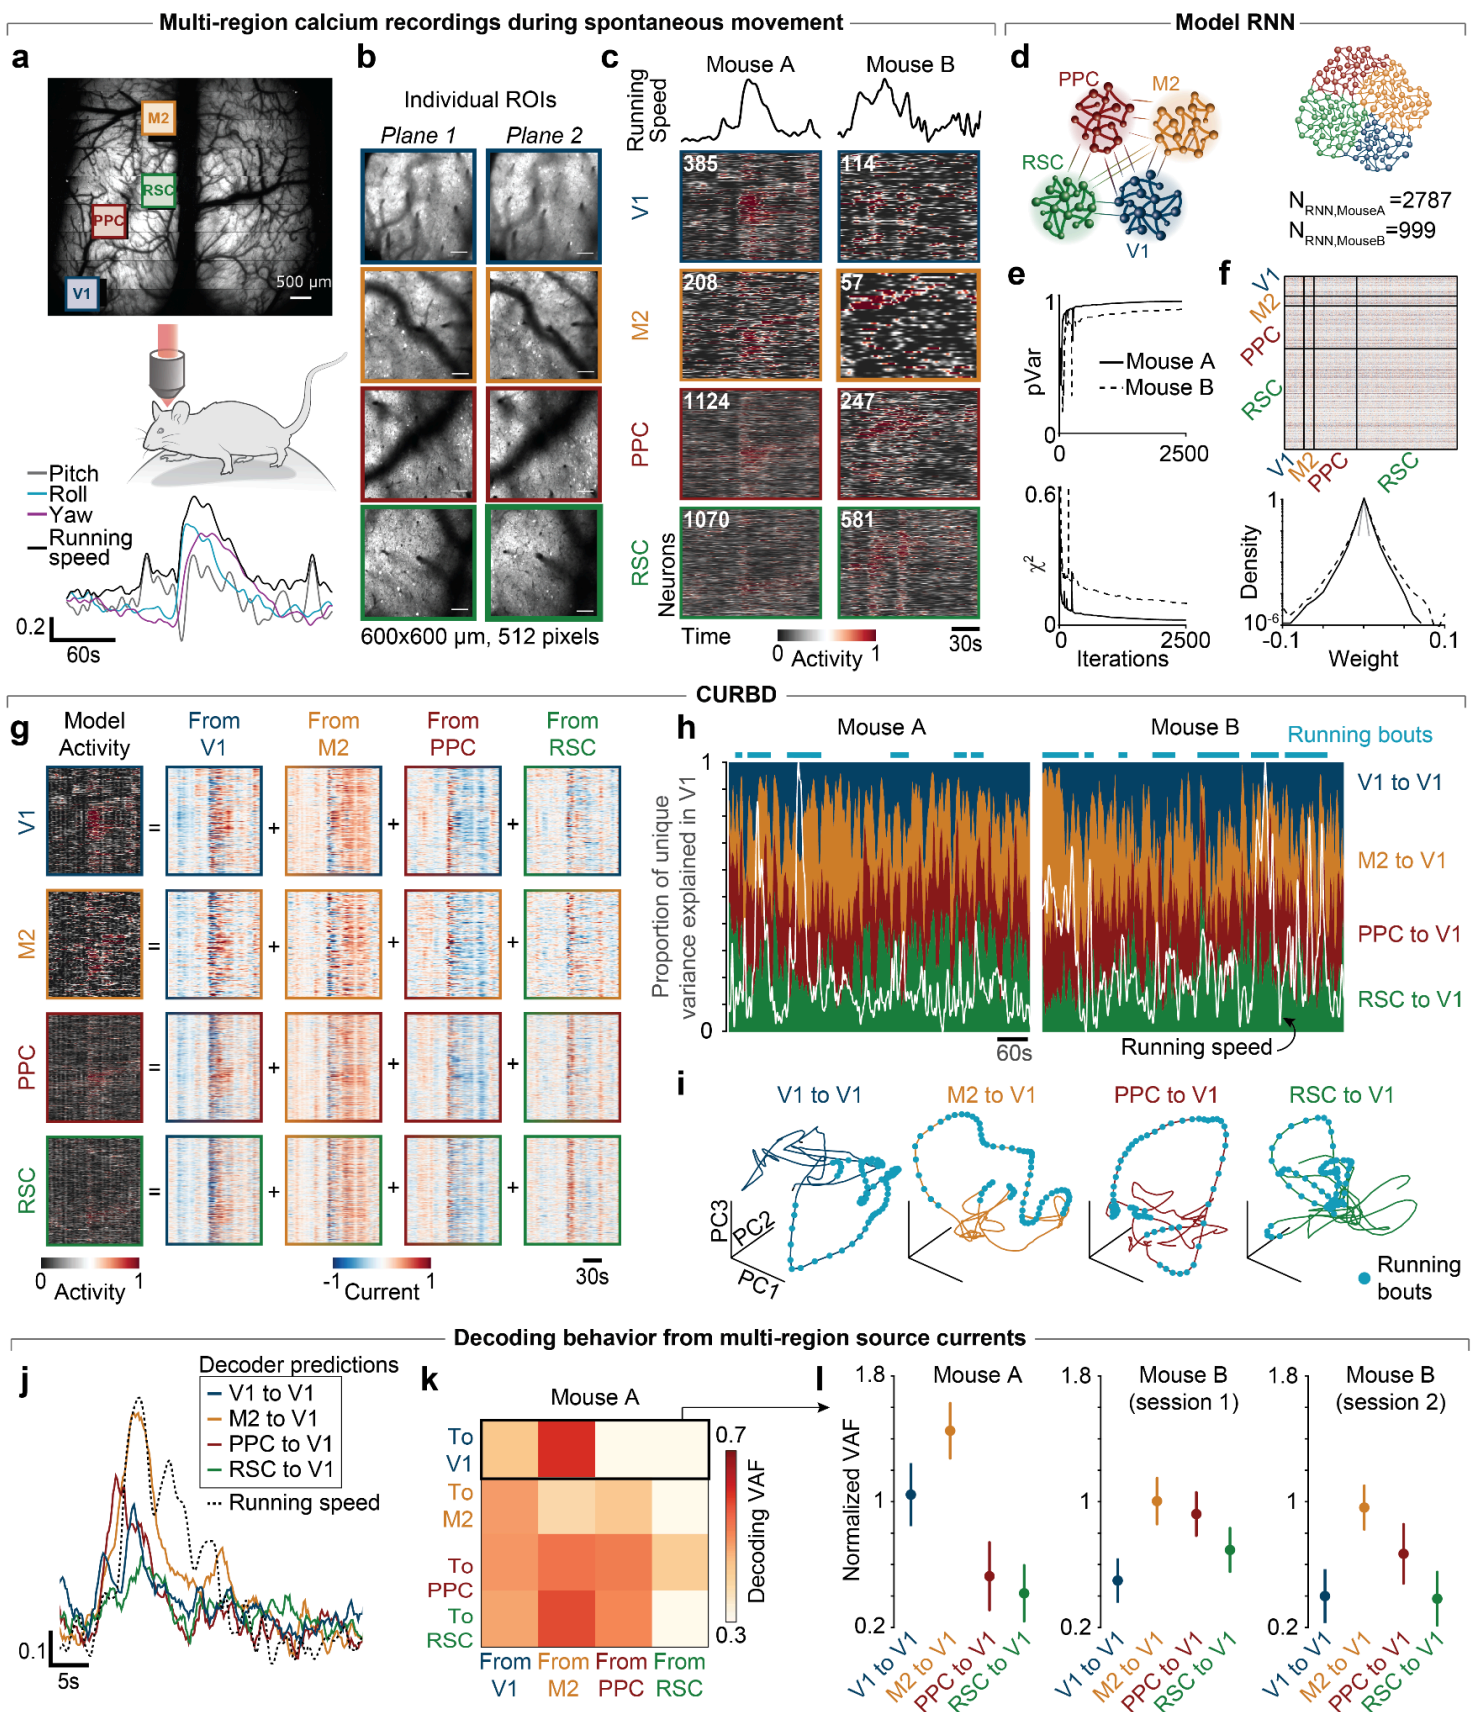 Multi-region calcium recordings during spontaneous movement
Model RNN
a
M2
RSC
PPC
V1
500 µm
Pitch
Roll
Yaw
Running
speed
0.2
60s
b
Individual ROIs
Plane 1
Plane 2
600x600 µm, 512 pixels
c
Running
Speed
Mouse A
Mouse B
V1
385
114
M2
208
57
PPC
1124
247
RSC
1070
581
Neurons
Time
0
Activity
1
30s
d
PPC
M2
RSC
V1
N RNN,MouseA =2787
N RNN,MouseB =999
e
1
pVar
0
Mouse A
Mouse B
0
2500
0.6
χ2
0
0
2500
Iterations
f
V1
M2
PPC
RSC
V1
M2
PPC
RSC
1
Density
10-6
-0.1
0.1
Weight
CURBD
g
Model
Activity
From
V1
From
M2
From
PPC
From
RSC
V1
=
+
+
+
M2
=
+
+
+
PPC
=
+
+
+
RSC
=
+
+
+
0
Activity
1
-1
Current
1
30s
h
Mouse A
Mouse B
Running bouts
1
Proportion of unique
variance explained in V1
0
V1 to V1
M2 to V1
PPC to V1
RSC to V1
60s
Running speed
i
V1 to V1
M2 to V1
PPC to V1
RSC to V1
PC3
PC2
PC1
Running
bouts
Decoding behavior from multi-region source currents
j
Decoder predictions
V1 to V1
M2 to V1
PPC to V1
RSC to V1
Running speed
0.1
5s
k
Mouse A
To
V1
To
M2
To
PPC
To
RSC
From
V1
From
M2
From
PPC
From
RSC
0.7
Decoding VAF
0.3
l
Normalized VAF
1.8
1
0.2
Mouse A
V1 to V1
M2 to V1
PPC to V1
RSC to V1
1.8
1
0.2
Mouse B
(session 1)
V1 to V1
M2 to V1
PPC to V1
RSC to V1
1.8
1
0.2
Mouse B
(session 2)
V1 to V1
M2 to V1
PPC to V1
RSC to V1